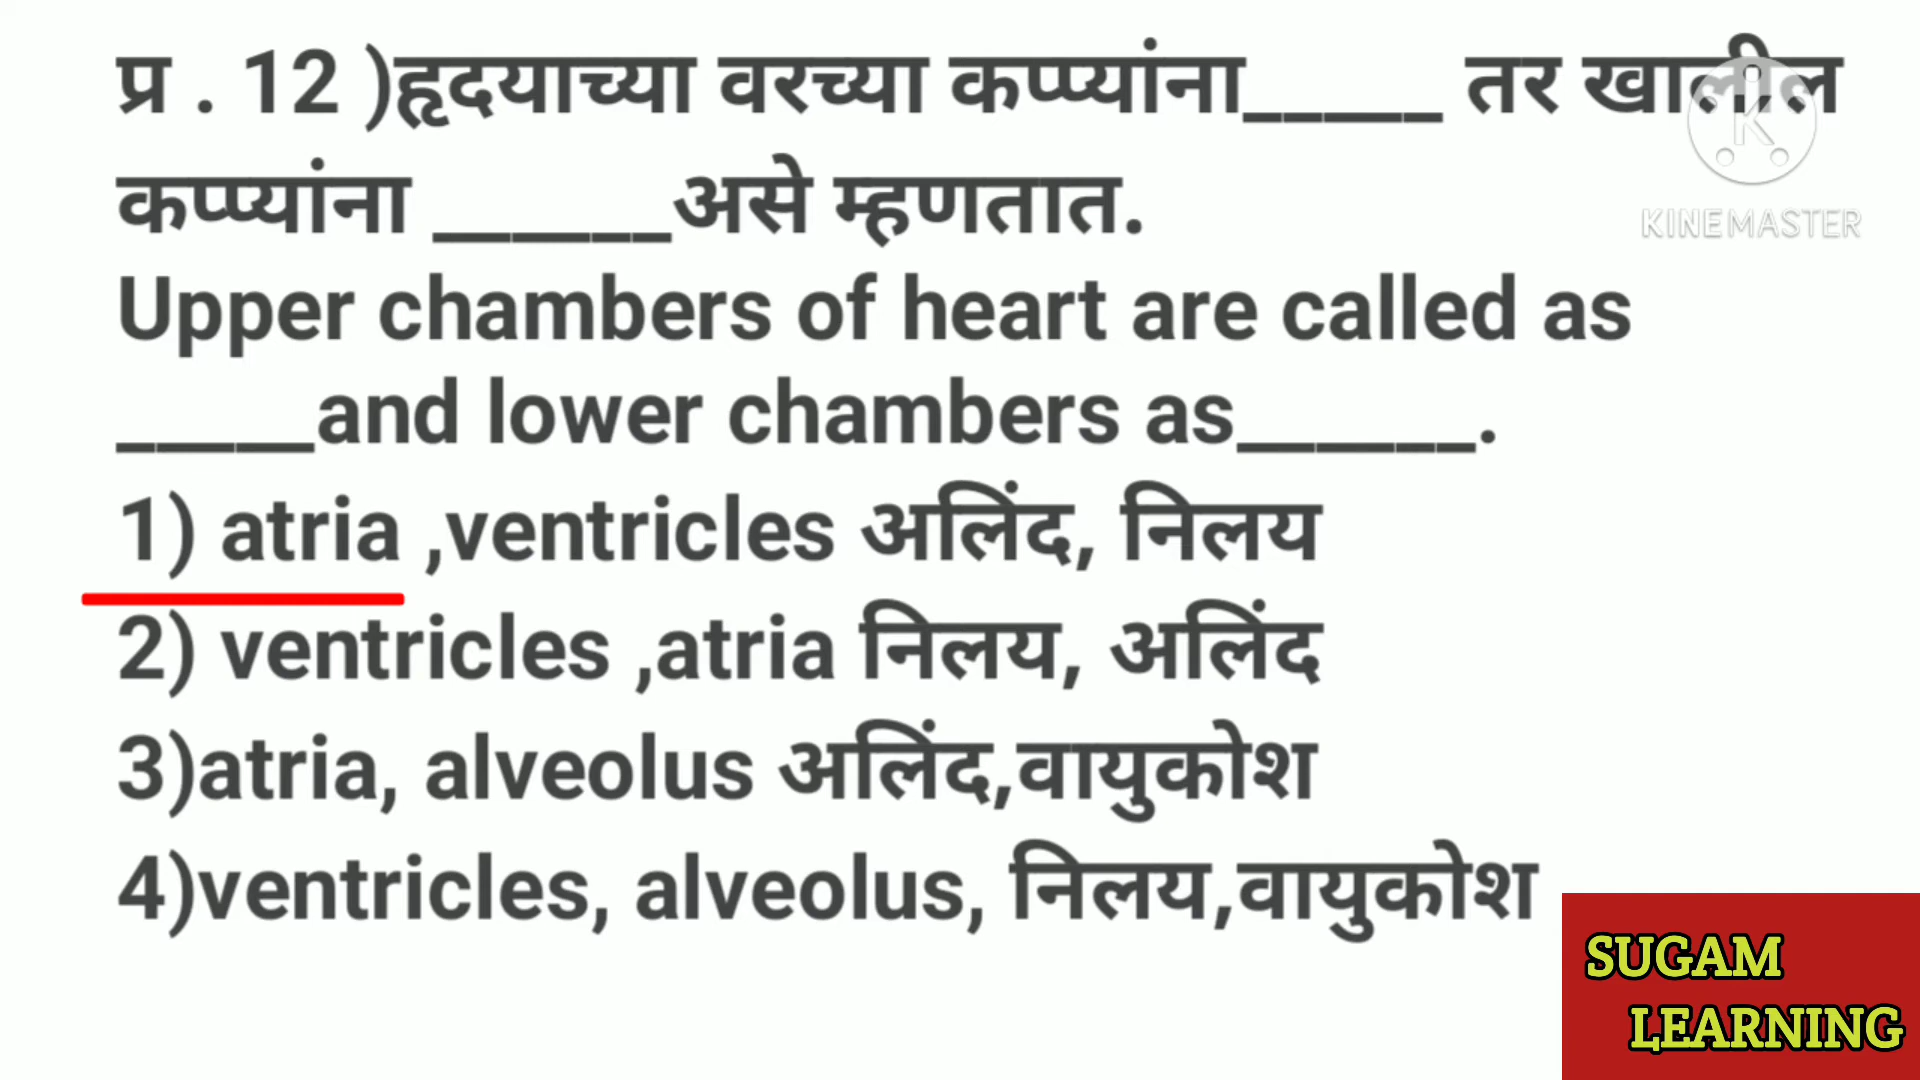 प्र . 12 )हृदयाच्या वरच्या कप्प्यांना_____ तर खालील
कप्प्यांना ______असे म्हणतात.
KINEMASTER
Upper chambers of heart are called as
_____and lower chambers as______.
1) atria ,ventricles अलिंद, निलय
2) ventricles ,atria निलय, अलिंद
3)atria, alveolus अलिंद,वायुकोश
4)ventricles, alveolus, निलय,वायुकोश
SUGAM
LEARNING